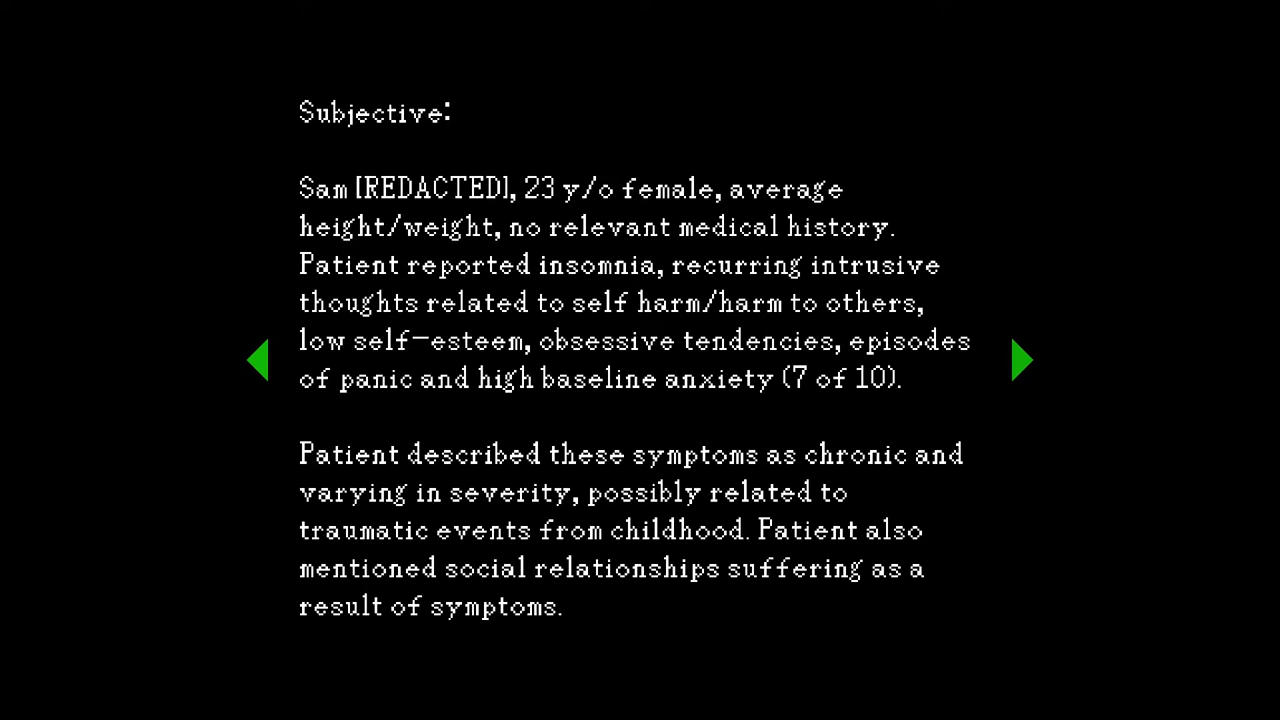 Subjective:
Sam [REDACTED], 23 y/o female, average
height/weight, no relevant medical history.
Patient reported insomnia, recurring intrusive
thoughts related to self harm/harm to others,
low self-esteem, obsessive tendencies, episodes
of panic and high baseline anxiety (7 of 10).
Patient described these symptoms as chronic and
varying in severity, possibly related to
traumatic events from childhood. Patient also
mentioned social relationships suffering as a
result of symptoms.